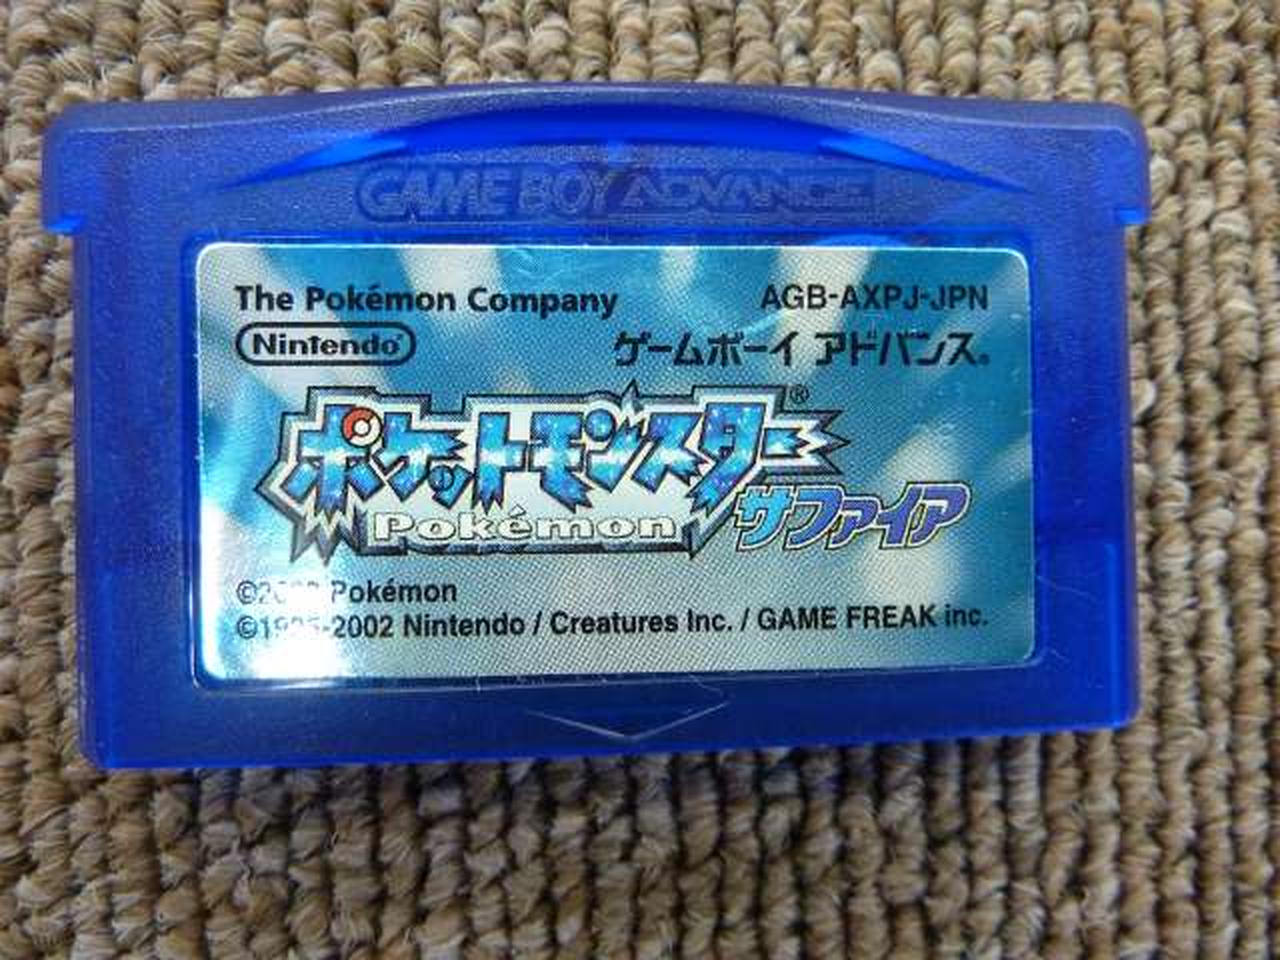 GAME BOY ADVANCE
The Pokémon Company
AGB-AXPJ-JPN
Nintendo®
ゲームボーイ アドバンス®
ポケットモンスター®
Pokémon
サファイア
Pokémon
-2002 Nintendo / Creatures Inc. / GAME FREAK inc.